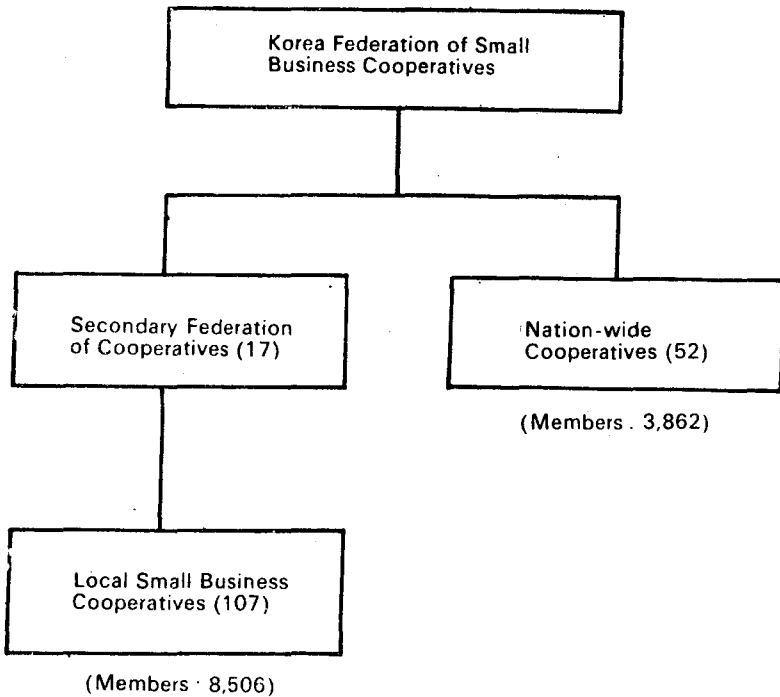 Korea Federation of Small
Business Cooperatives
Secondary Federation
of Cooperatives (17)
Nation-wide
Cooperatives (52)
(Members . 3,862)
Local Small Business
Cooperatives (107)
(Members · 8,506)